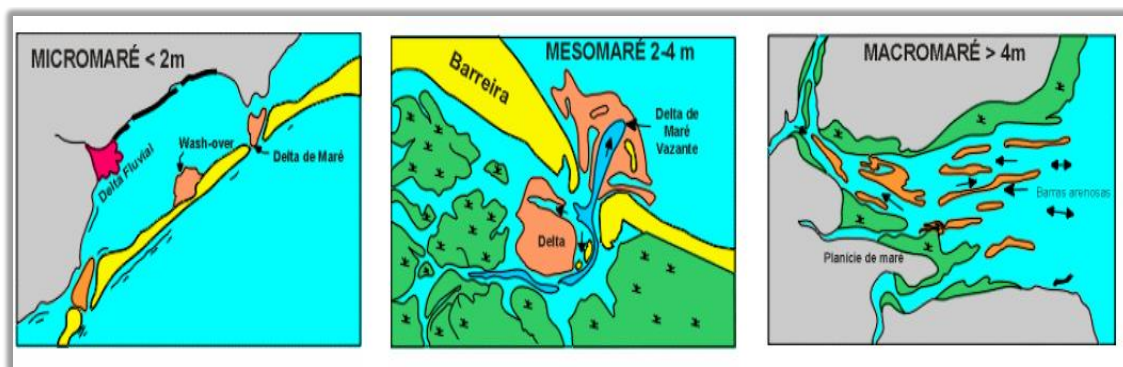 MICROMARÉ < 2m
Wash-over
Delta de Maré
Delta Fluvial
MESOMARÉ 2-4 m
Barreira
Delta de
Maré
Vazante
Delta
MACROMARÉ > 4m
Barras arenosas
Planície de maré